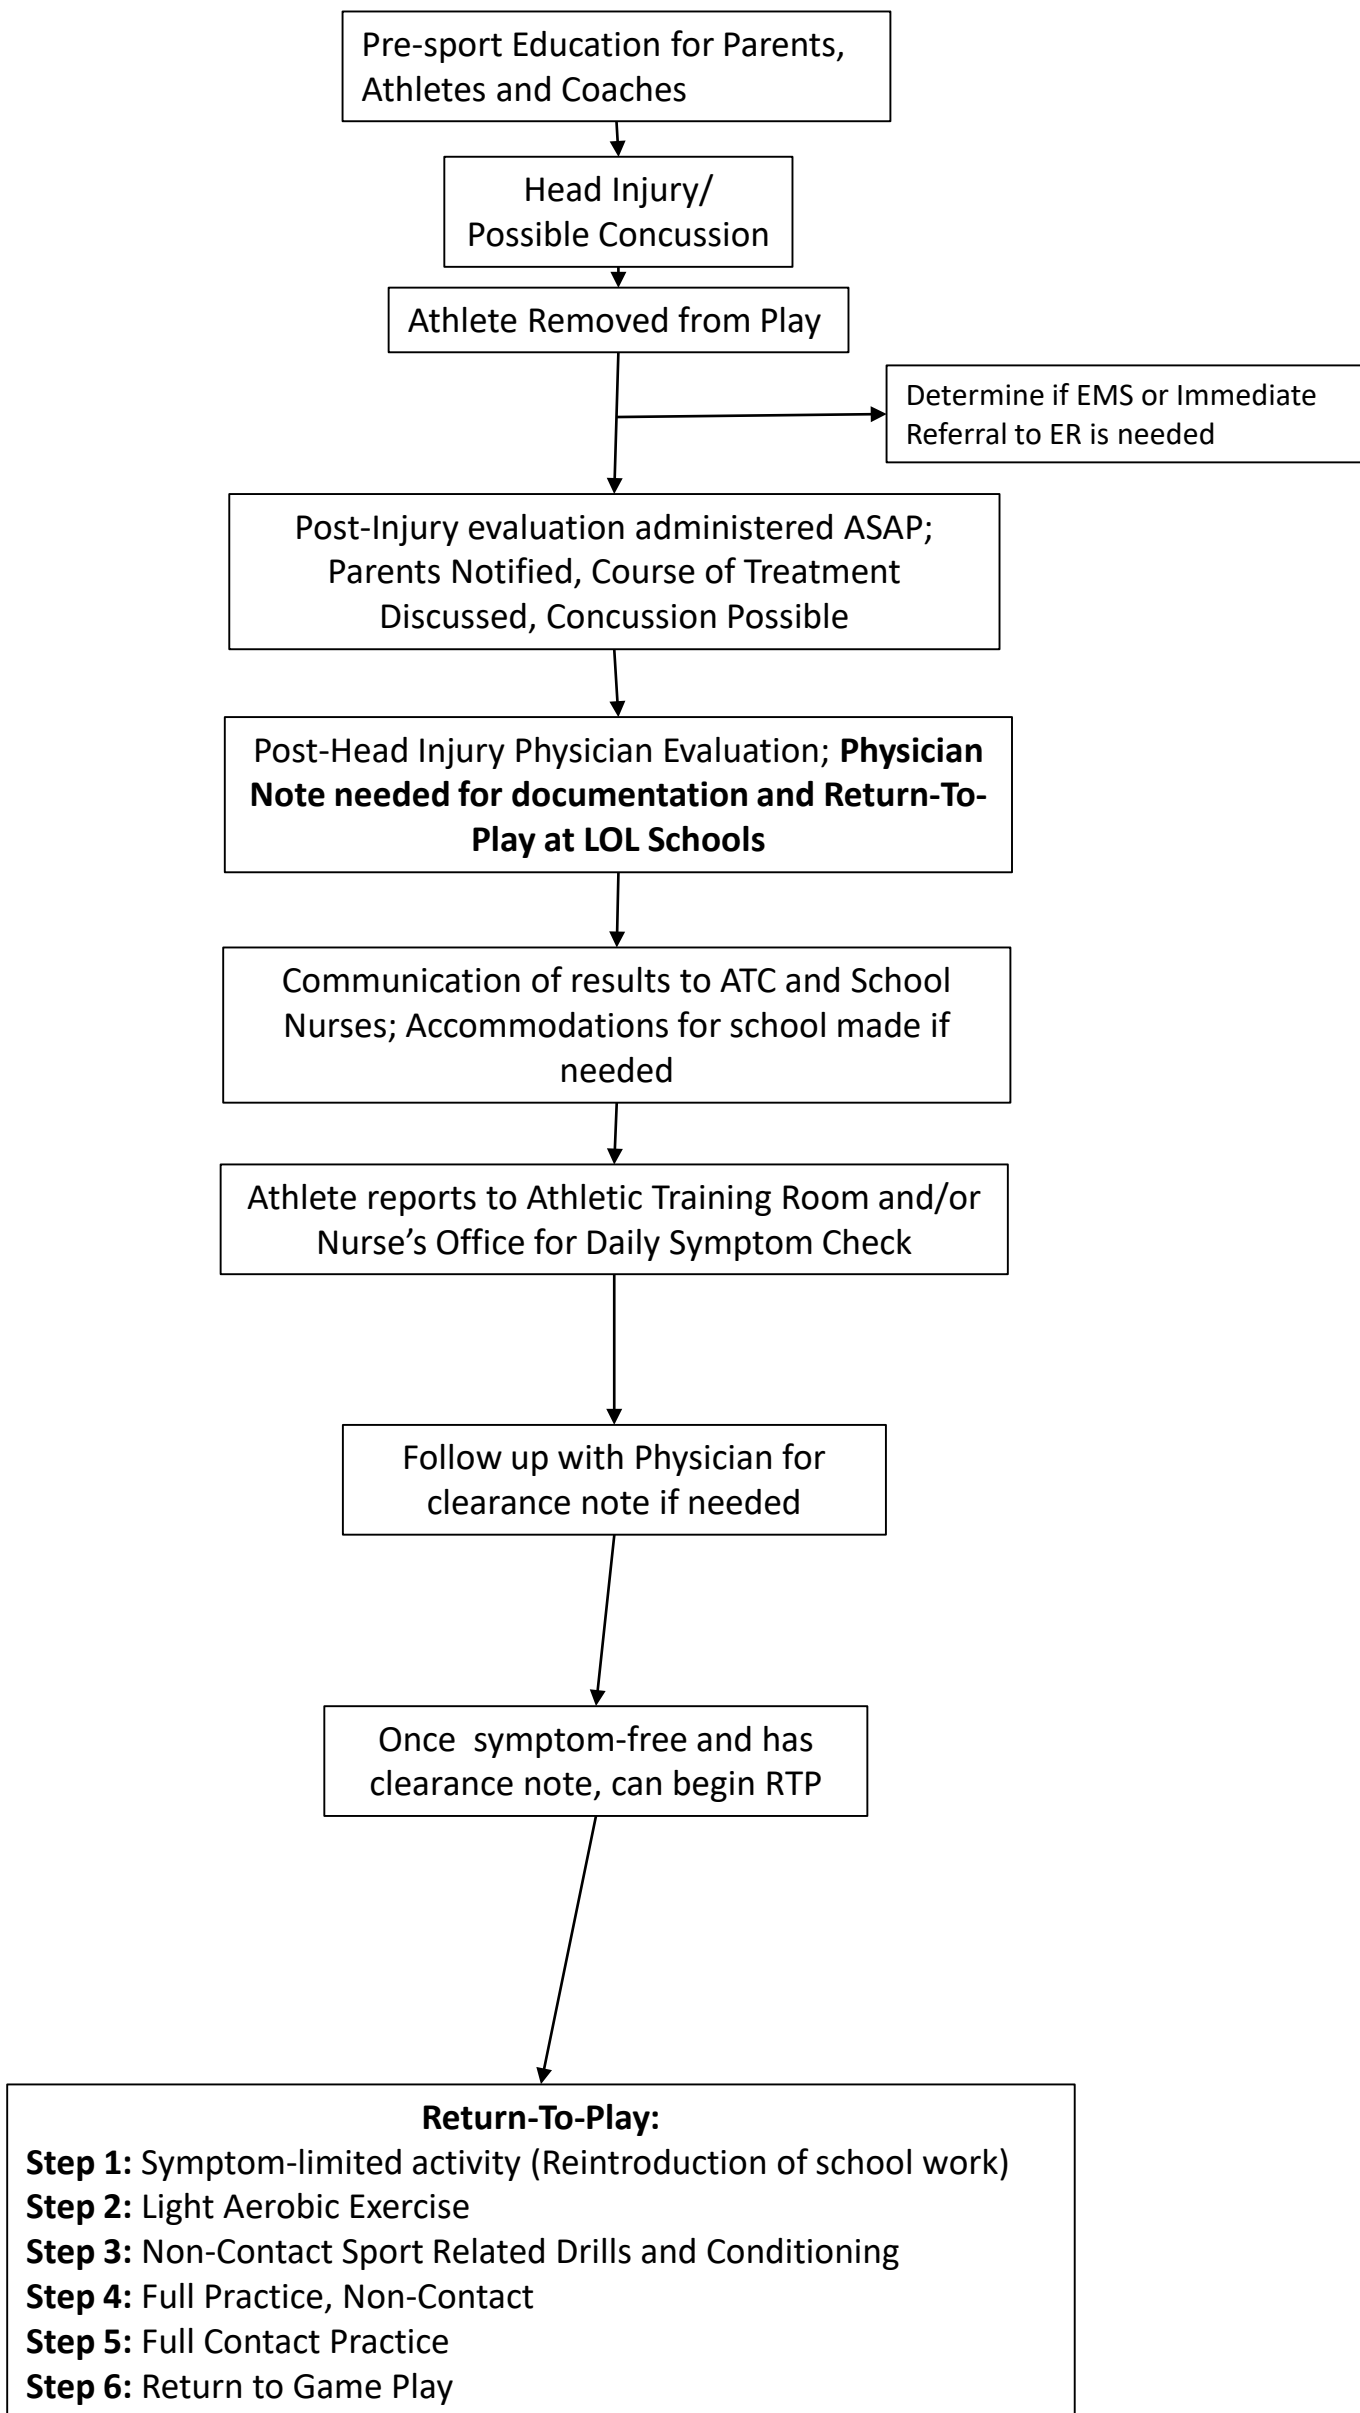 Pre-sport Education for Parents,
Athletes and Coaches
Head Injury/
Possible Concussion
Athlete Removed from Play
Determine if EMS or Immediate
Referral to ER is needed
Post-Injury evaluation administered ASAP;
Parents Notified, Course of Treatment
Discussed, Concussion Possible
Post-Head Injury Physician Evaluation; Physician
Note needed for documentation and Return-To-
Play at LOL Schools
Communication of results to ATC and School
Nurses; Accommodations for school made if
needed
Athlete reports to Athletic Training Room and/or
Nurse’s Office for Daily Symptom Check
Follow up with Physician for
clearance note if needed
Once symptom-free and has
clearance note, can begin RTP
Return-To-Play:
Step 1: Symptom-limited activity (Reintroduction of school work)
Step 2: Light Aerobic Exercise
Step 3: Non-Contact Sport Related Drills and Conditioning
Step 4: Full Practice, Non-Contact
Step 5: Full Contact Practice
Step 6: Return to Game Play